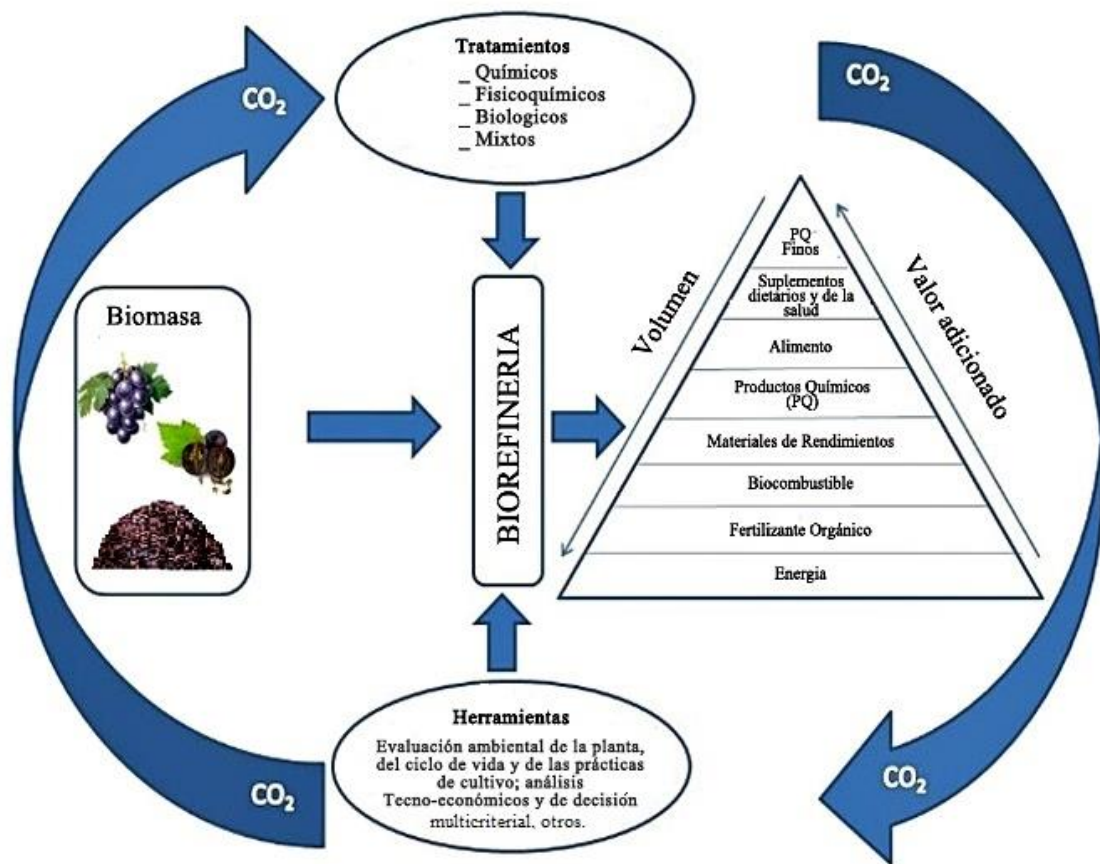 Tratamientos
_ Químicos
_ Fisicoquímicos
_ Biologicos
_ Mixtos
CO2
CO2
Biomasa
BIOREFINERIA
Volumen
Valor adicionado
PQ
Finos
Suplementos
dietarios y de la
salud
Alimento
Productos Químicos
(PQ)
Materiales de Rendimientos
Biocombustible
Fertilizante Orgánico
Energia
Herramientas
Evaluación ambiental de la planta,
del ciclo de vida y de las prácticas
de cultivo; análisis
Tecno-económicos y de decisión
multicriterial, otros.
CO2
CO2